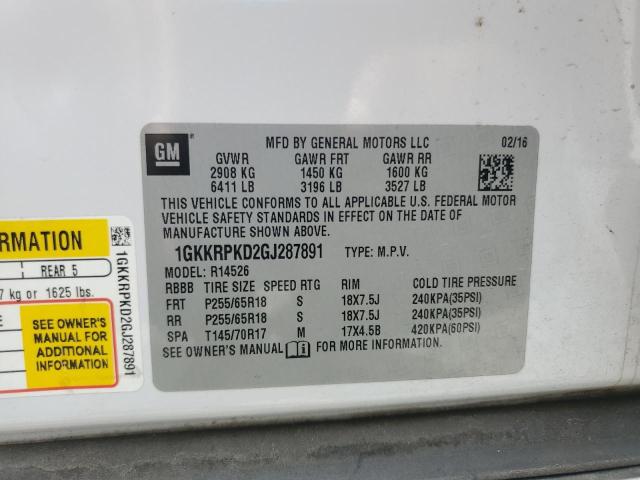 GM
MFD BY GENERAL MOTORS LLC 02/16
GVWR GAWR FRT GAWR RR
2908 KG 1450 KG 1600 KG
6411 LB 3196 LB 3527 LB
THIS VEHICLE CONFORMS TO ALL APPLICABLE U.S. FEDERAL MOTOR
VEHICLE SAFETY STANDARDS IN EFFECT ON THE DATE OF
MANUFACTURE SHOWN ABOVE.
1GKKRPKD2GJ287891 TYPE: M.P.V.
MODEL: R14526
RBBB TIRE SIZE SPEED RTG RIM COLD TIRE PRESSURE
FRT P255/65R18 S 18X7.5J 240KPA(35PSI)
RR P255/65R18 S 18X7.5J 240KPA(35PSI)
SPA T145/70R17 M 17X4.5B 420KPA(60PSI)
SEE OWNER'S MANUAL FOR MORE INFORMATION
ORMATION
REAR 5
7 kg or 1625 lbs.
SEE OWNER'S
MANUAL FOR
ADDITIONAL
INFORMATION
1GKKRPKD2GJ287891